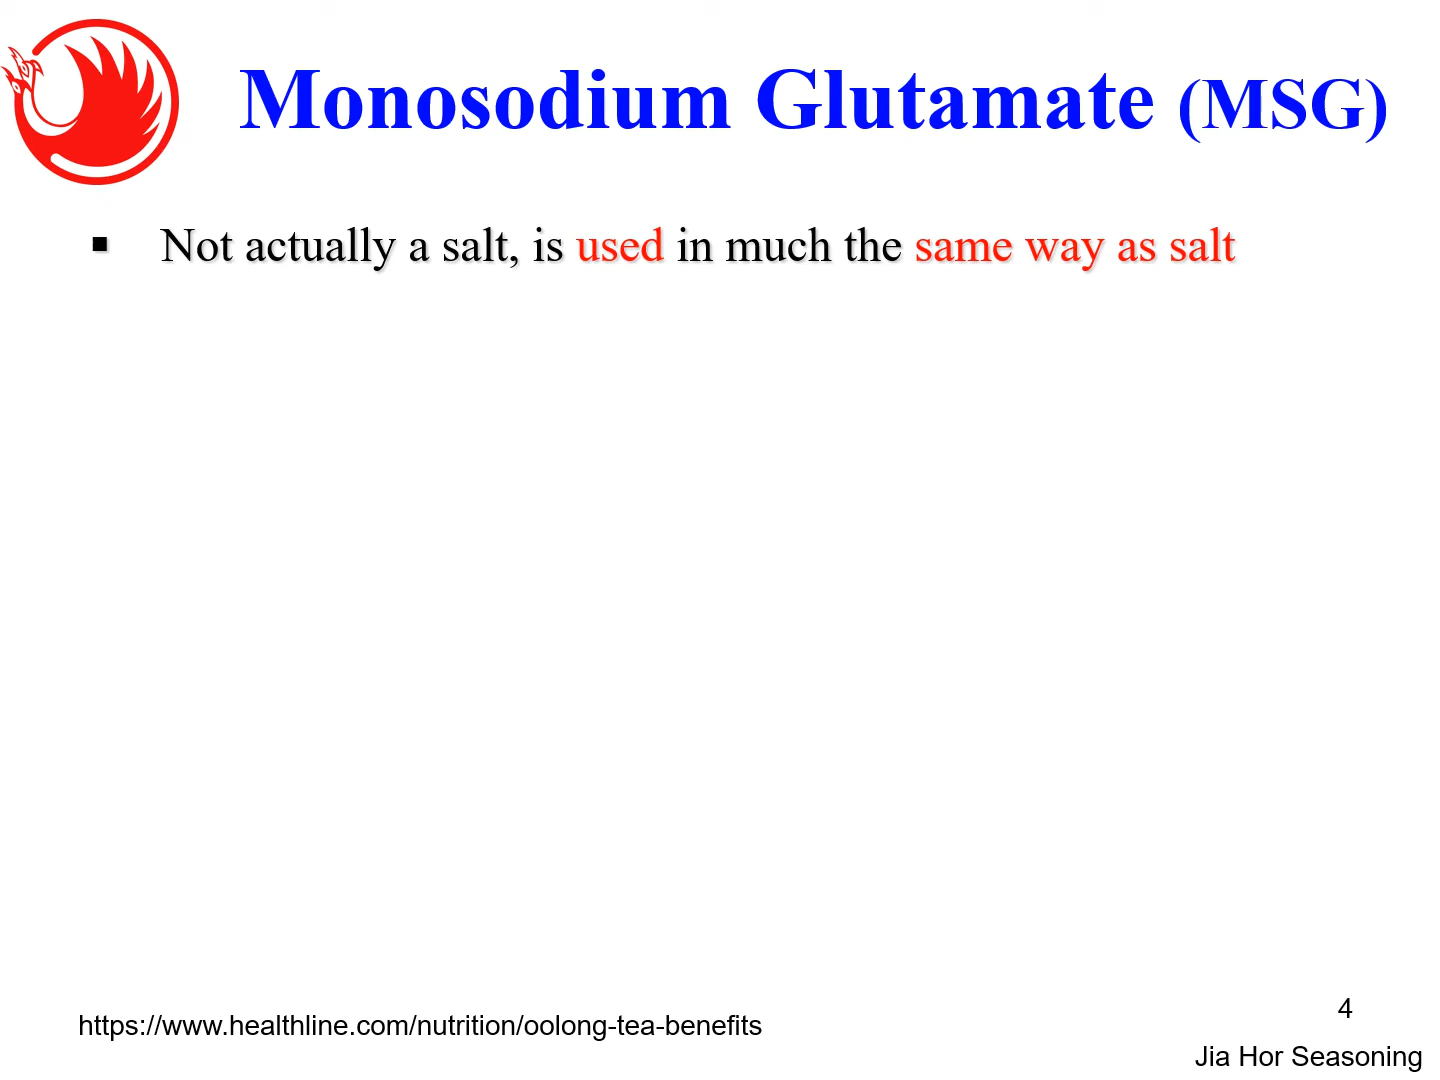 Monosodium Glutamate (MSG)
▪ Not actually a salt, is used in much the same way as salt
https://www.healthline.com/nutrition/oolong-tea-benefits
4
Jia Hor Seasoning